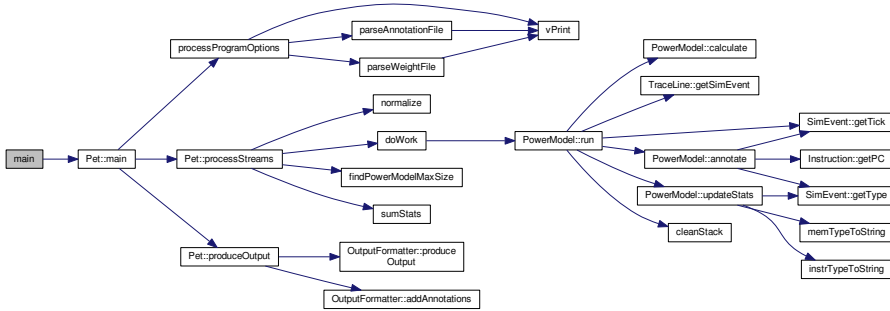 main
Pet::main
processProgramOptions
parseAnnotationFile
vPrint
parseWeightFile
Pet::processStreams
normalize
doWork
findPowerModelMaxSize
sumStats
Pet::produceOutput
OutputFormatter::produce
Output
OutputFormatter::addAnnotations
PowerModel::run
PowerModel::calculate
TraceLine::getSimEvent
SimEvent::getTick
PowerModel::annotate
Instruction::getPC
PowerModel::updateStats
SimEvent::getType
cleanStack
memTypeToString
instrTypeToString